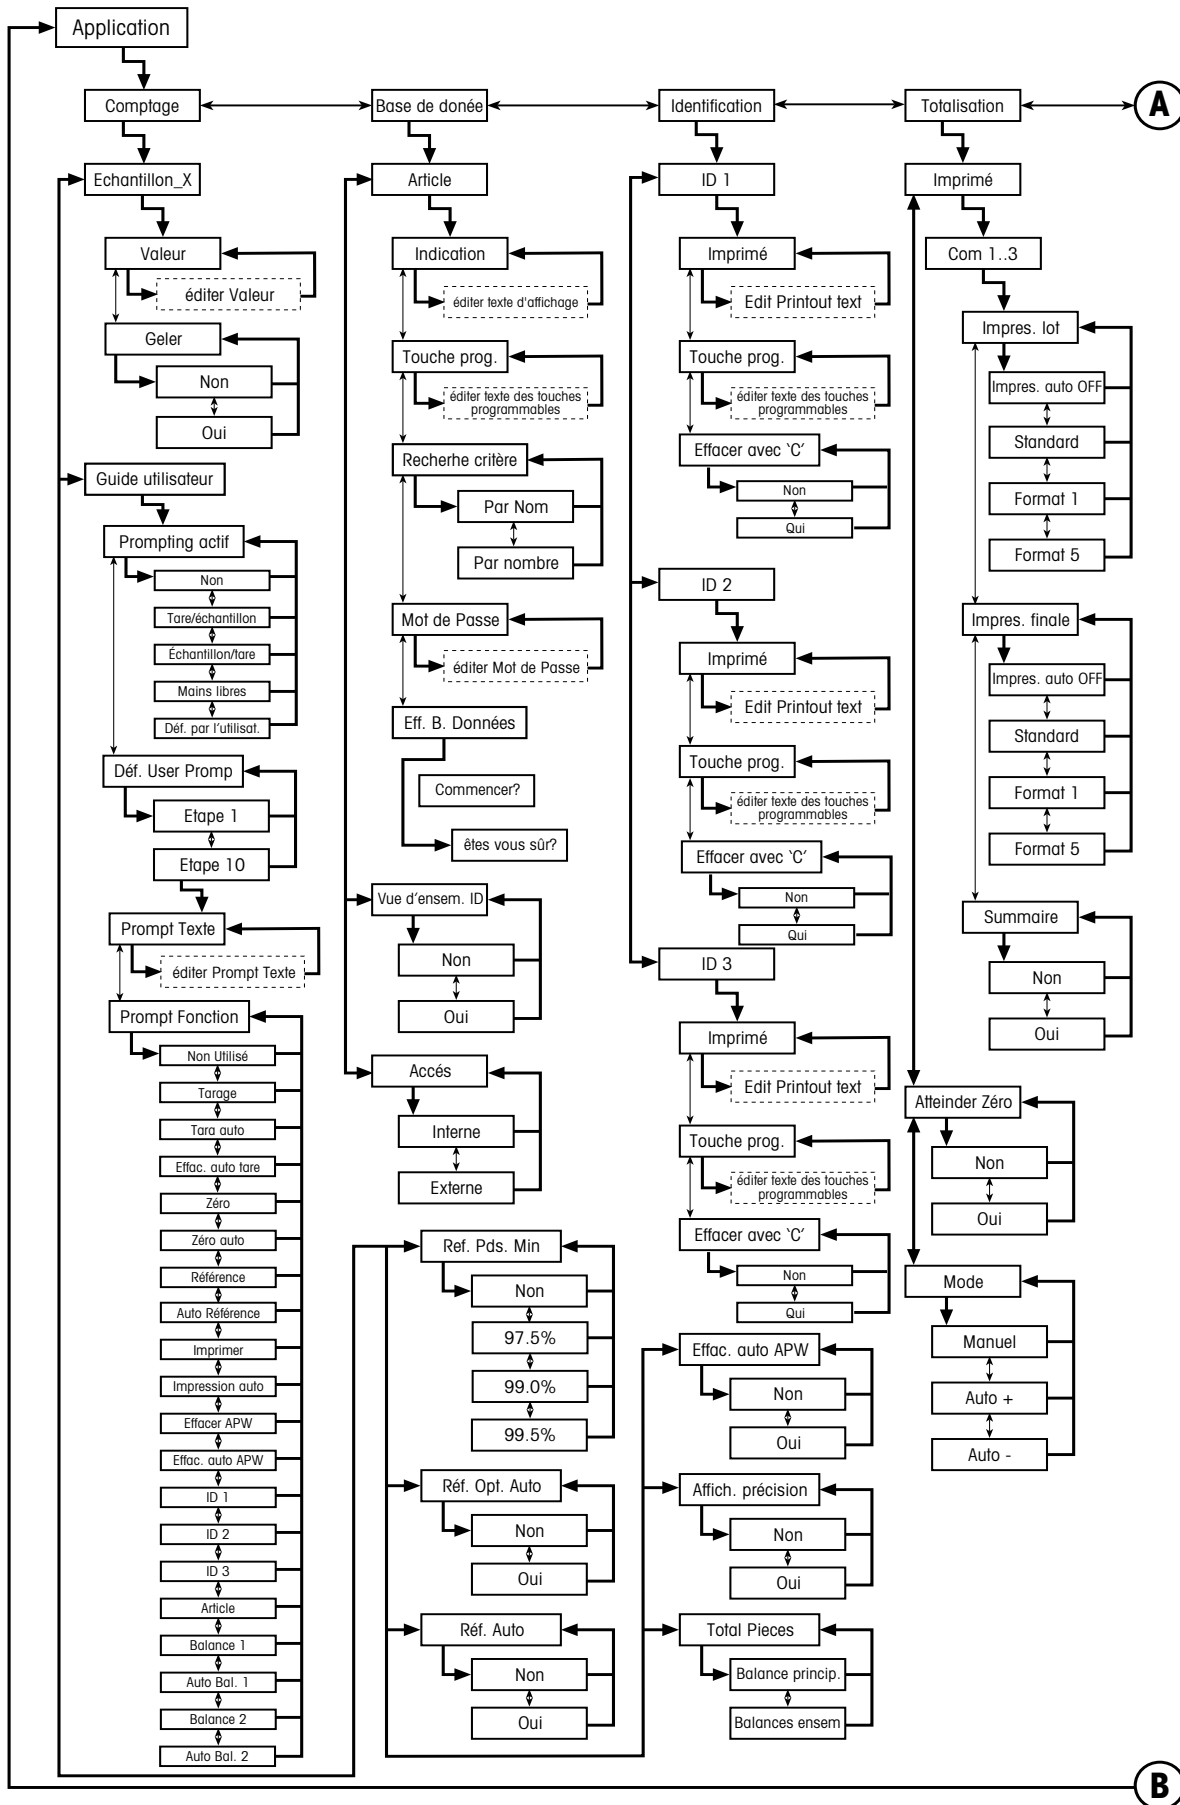 Application
Comptage
Base de donée
Identification
Totalisation
A
Echantillon_X
Valeur
éditer Valeur
Geler
Non
Oui
Guide utilisateur
Prompting actif
Non
Tare/échantillon
Échantillon/tare
Mains libres
Déf. par l'utilisat.
Déf. User Promp
Etape 1
Etape 10
Prompt Texte
éditer Prompt Texte
Prompt Fonction
Non Utilisé
Tarage
Tara auto
Effac. auto tare
Zéro
Zéro auto
Référence
Auto Référence
Imprimer
Impression auto
Effacer APW
Effac. auto APW
ID 1
ID 2
ID 3
Article
Balance 1
Auto Bal. 1
Balance 2
Auto Bal. 2
Article
Indication
éditer texte d'affichage
Touche prog.
éditer texte des touches
programmables
Recherhe critère
Par Nom
Par nombre
Mot de Passe
éditer Mot de Passe
Eff. B. Données
Commencer?
êtes vous sûr?
Vue d'ensem. ID
Non
Oui
Accés
Interne
Externe
Ref. Pds. Min
Non
97.5%
99.0%
99.5%
Réf. Opt. Auto
Non
Oui
Réf. Auto
Non
Oui
ID 1
Imprimé
Edit Printout text
Touche prog.
éditer texte des touches
programmables
Effacer avec 'C'
Non
Qui
ID 2
Imprimé
Edit Printout text
Touche prog.
éditer texte des touches
programmables
Effacer avec 'C'
Non
Qui
ID 3
Imprimé
Edit Printout text
Touche prog.
éditer texte des touches
programmables
Effacer avec 'C'
Non
Qui
Effac. auto APW
Non
Oui
Affich. précision
Non
Oui
Total Pieces
Balance princip.
Balances ensem
Imprimé
Com 1..3
Impres. lot
Impres. auto OFF
Standard
Format 1
Format 5
Impres. finale
Impres. auto OFF
Standard
Format 1
Format 5
Summaire
Non
Oui
Atteinder Zéro
Non
Oui
Mode
Manuel
Auto +
Auto -
B